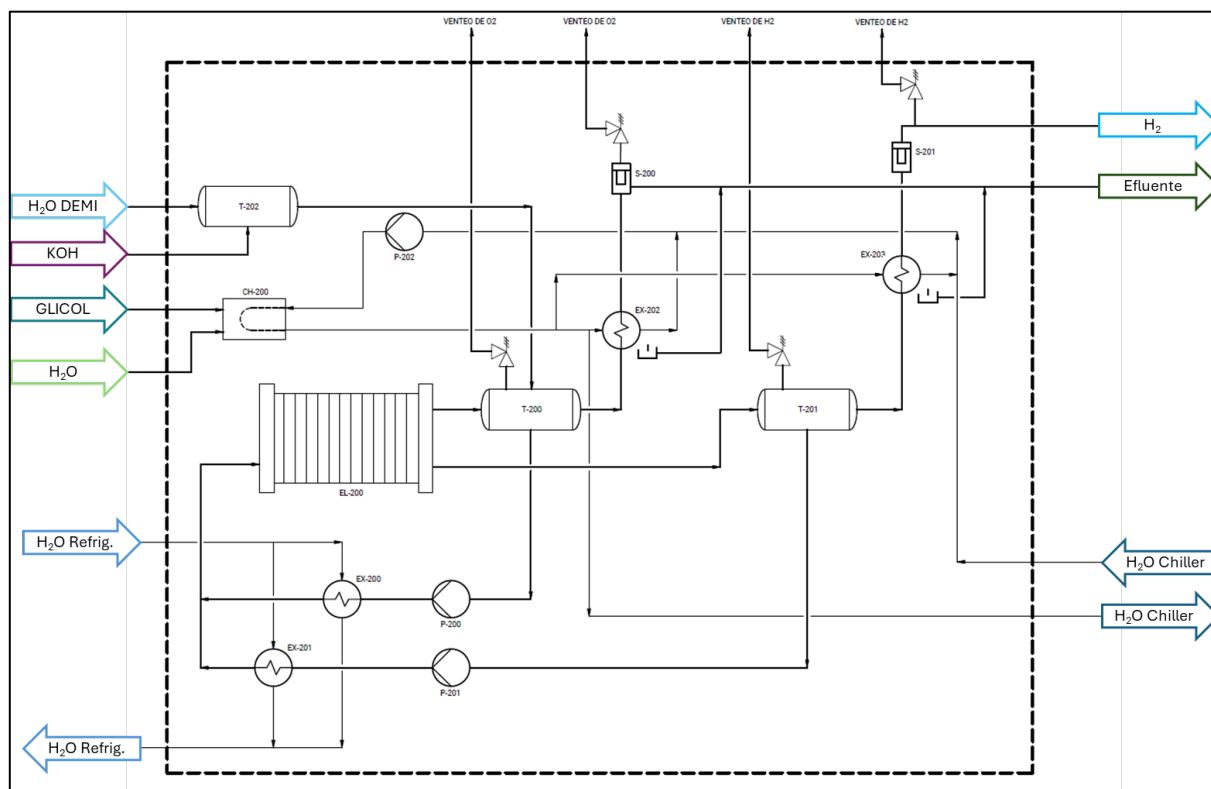 VENTEO DE O2
VENTEO DE O2
VENTEO DE H2
VENTEO DE H2
H₂
S-201
S-200
Efluente
H₂O DEMI
T-202
KOH
P-202
EX-203
CH-200
GLICOL
EX-202
H₂O
T-200
T-201
EL-200
H₂O Refrig.
H₂O Chiller
EX-200
P-200
H₂O Chiller
EX-201
P-201
H₂O Refrig.